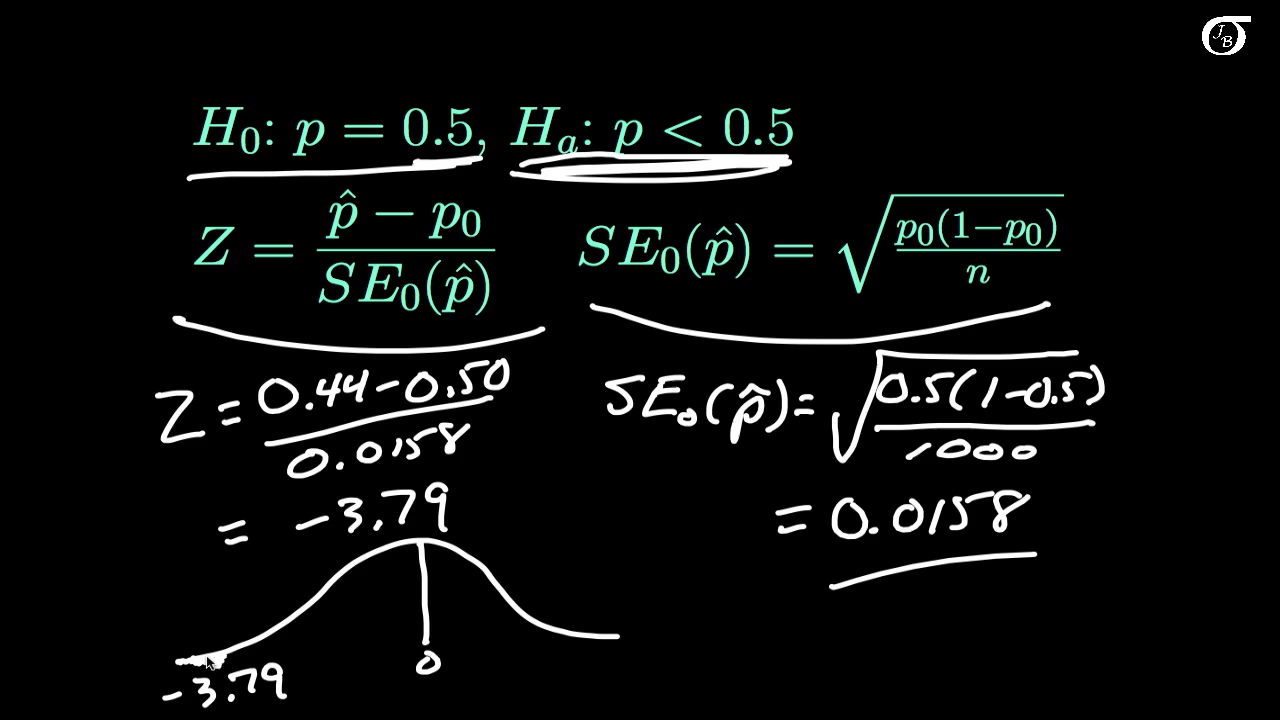 σ JB
H₀: p = 0.5, Hₐ: p < 0.5
Z = (p̂ − p₀)/SE₀(p̂)    SE₀(p̂) = √(p₀(1−p₀)/n)
Z = (0.44 − 0.50)/0.0158    SE₀(p̂) = √(0.5(1−0.5)/1000)
= −3.79    = 0.0158
−3.79    0